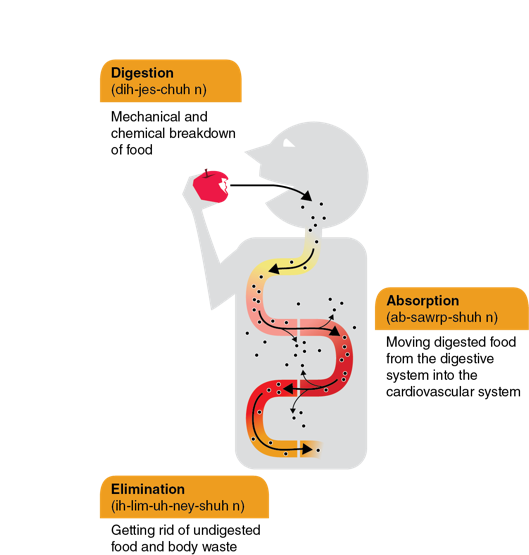 Digestion
(dih-jes-chuh n)
Mechanical and
chemical breakdown
of food
Absorption
(ab-sawrp-shuh n)
Moving digested food
from the digestive
system into the
cardiovascular system
Elimination
(ih-lim-uh-ney-shuh n)
Getting rid of undigested
food and body waste